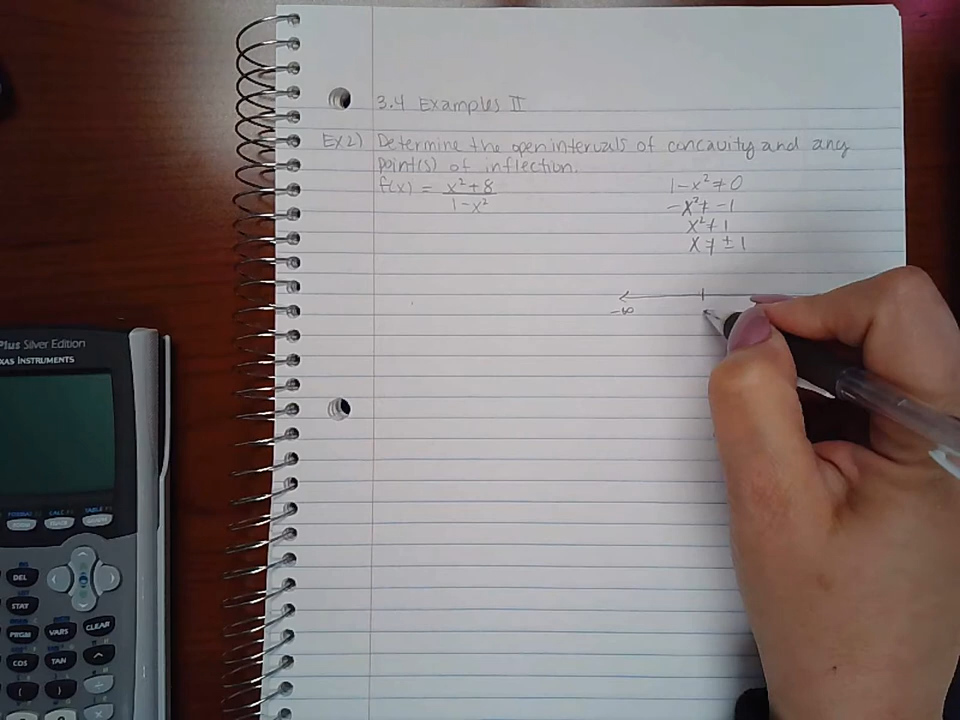 3.4 Examples II
Ex 2) Determine the open intervals of concavity and any
point(s) of inflection.
f(x) = x²+8 / 1-x²
1-x² ≠ 0
-x² ≠ -1
x² ≠ 1
x ≠ ±1
-∞
Plus Silver Edition
TEXAS INSTRUMENTS
DEL
STAT
PRGM VARS CLEAR
COS TAN ^
( )